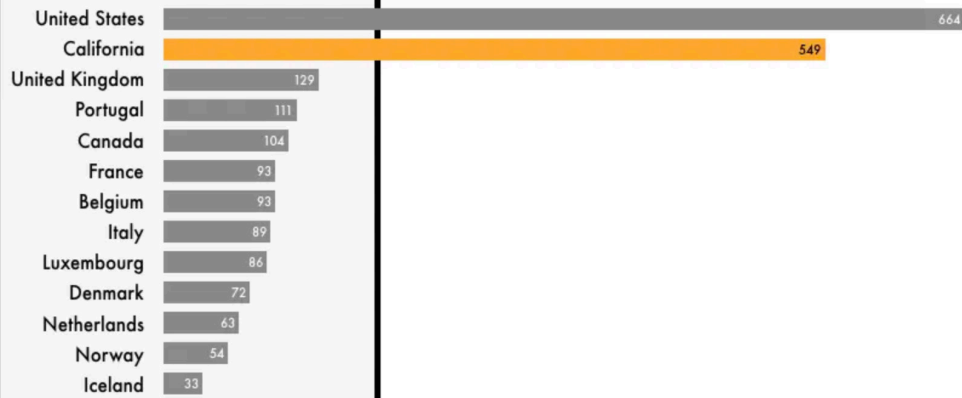 United States 664
California 549
United Kingdom 129
Portugal 111
Canada 104
France 93
Belgium 93
Italy 89
Luxembourg 86
Denmark 72
Netherlands 63
Norway 54
Iceland 33